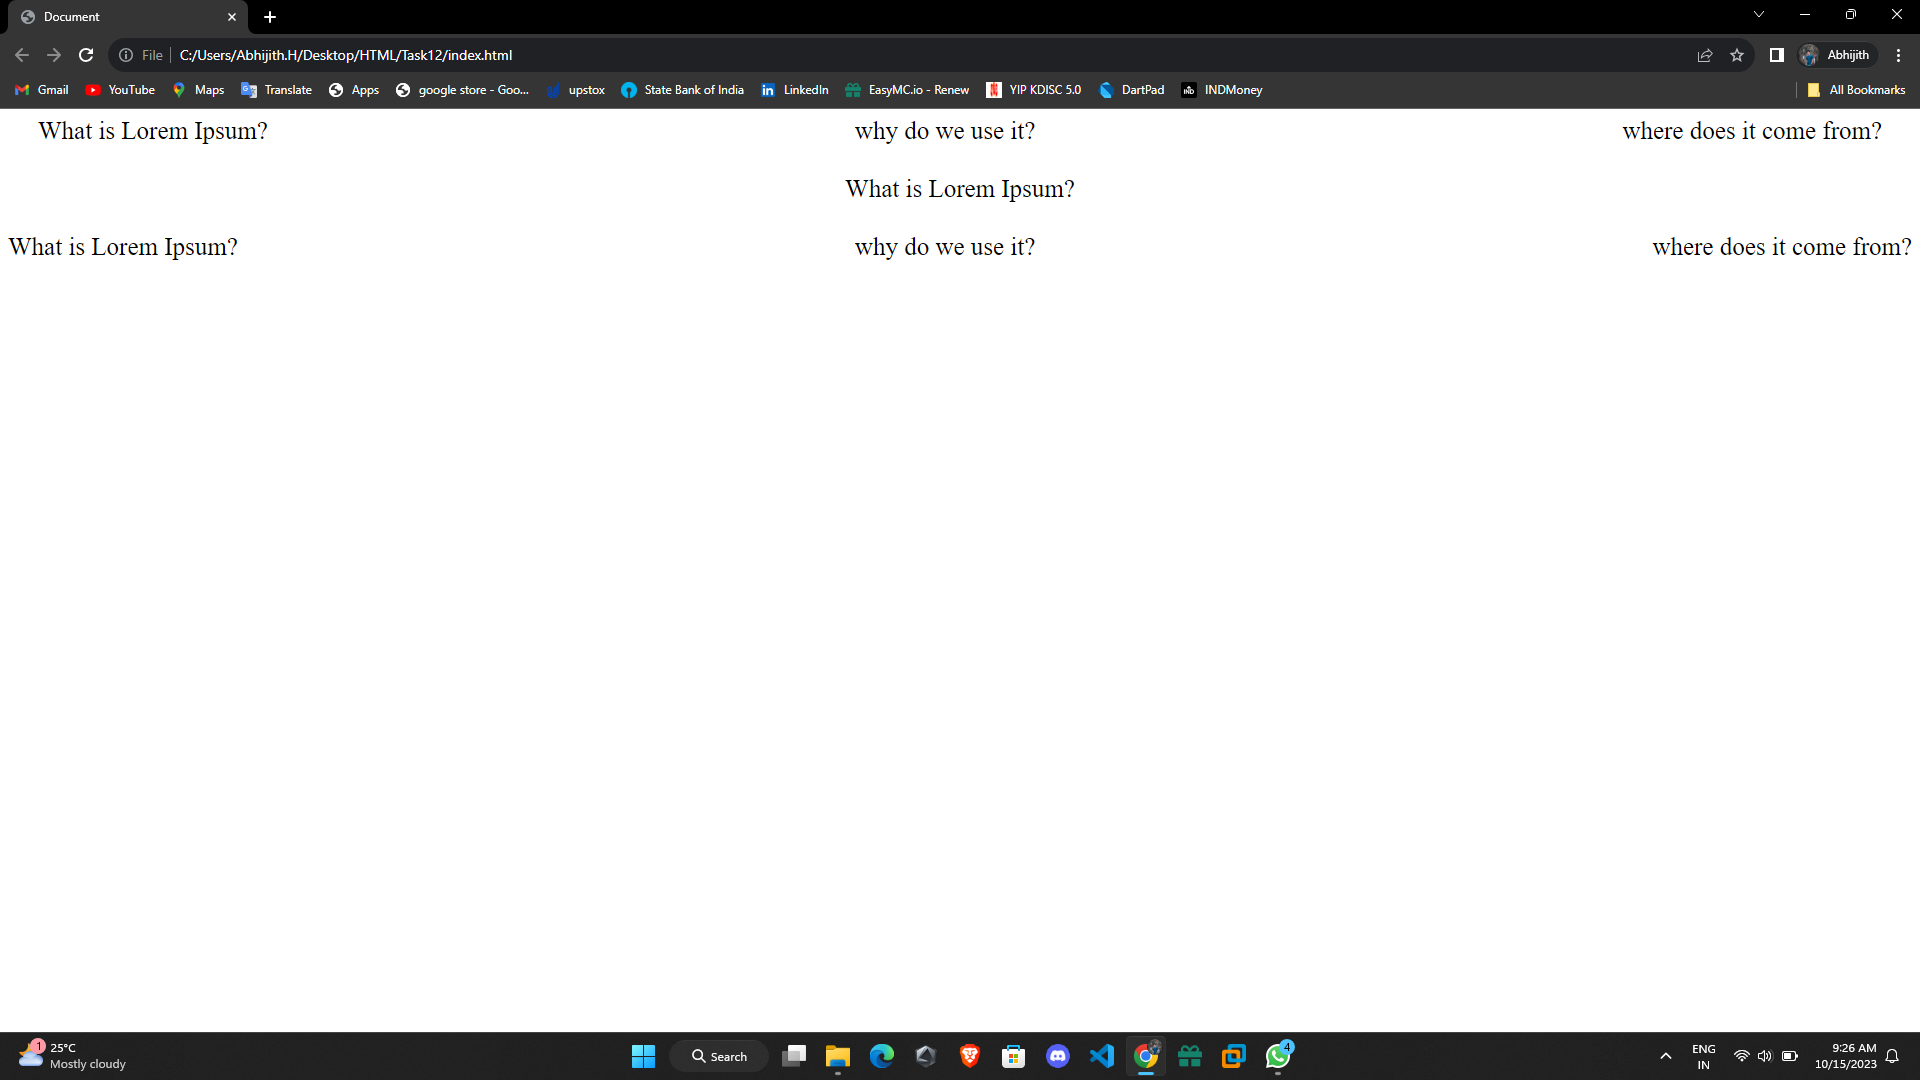 Document
File C:/Users/Abhijith.H/Desktop/HTML/Task12/index.html Abhijith
Gmail YouTube Maps Translate Apps google store - Goo... upstox State Bank of India LinkedIn EasyMC.io - Renew YIP KDISC 5.0 DartPad INDMoney All Bookmarks
What is Lorem Ipsum? why do we use it? where does it come from?
What is Lorem Ipsum?
What is Lorem Ipsum? why do we use it? where does it come from?
1 25°C
Mostly cloudy
Search
4
ENG
IN
9:26 AM
10/15/2023